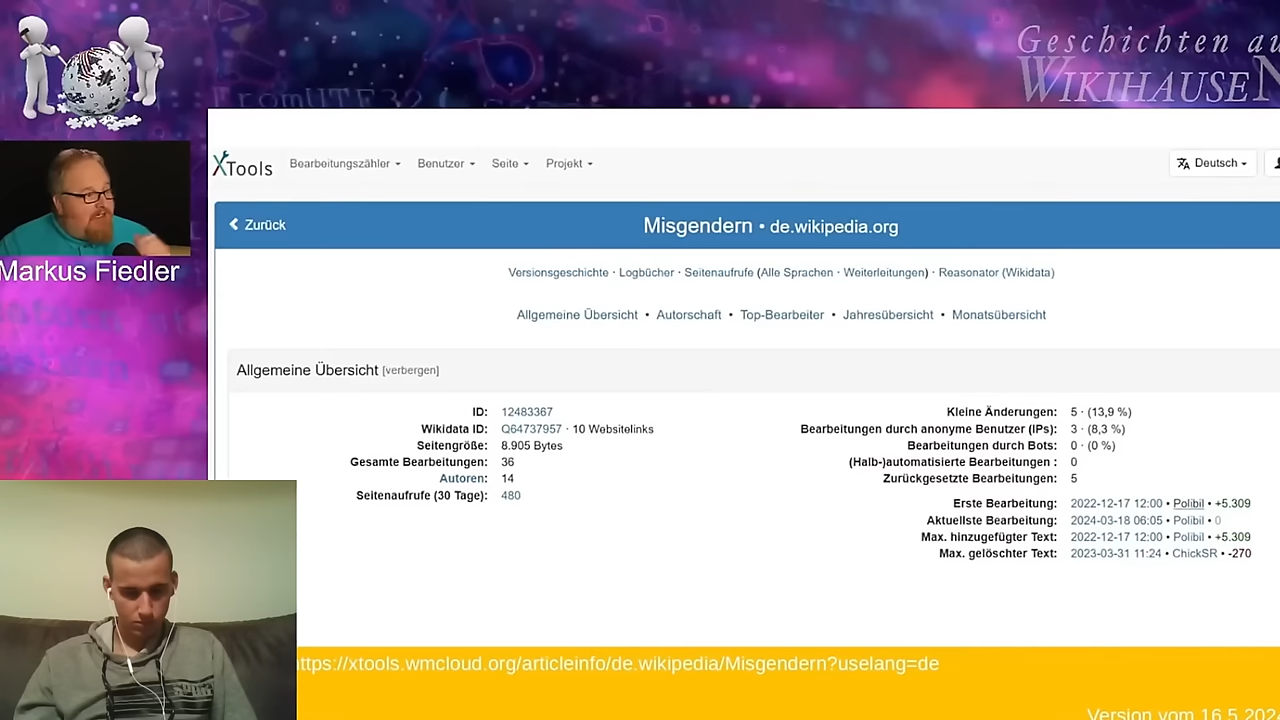 Geschichten au
WIKIHAUSEN
Markus Fiedler
XTools
Bearbeitungszähler
Benutzer
Seite
Projekt
Deutsch
Zurück
Misgendern • de.wikipedia.org
Versionsgeschichte · Logbücher · Seitenaufrufe (Alle Sprachen · Weiterleitungen) · Reasonator (Wikidata)
Allgemeine Übersicht • Autorschaft • Top-Bearbeiter • Jahresübersicht • Monatsübersicht
Allgemeine Übersicht [verbergen]
ID: 12483367
Wikidata ID: Q64737957 · 10 Websitelinks
Seitengröße: 8.905 Bytes
Gesamte Bearbeitungen: 36
Autoren: 14
Seitenaufrufe (30 Tage): 480
Kleine Änderungen: 5 · (13,9 %)
Bearbeitungen durch anonyme Benutzer (IPs): 3 · (8,3 %)
Bearbeitungen durch Bots: 0 · (0 %)
(Halb-)automatisierte Bearbeitungen : 0
Zurückgesetzte Bearbeitungen: 5
Erste Bearbeitung: 2022-12-17 12:00 • Polibil • +5.309
Aktuellste Bearbeitung: 2024-03-18 06:05 • Polibil • 0
Max. hinzugefügter Text: 2022-12-17 12:00 • Polibil • +5.309
Max. gelöschter Text: 2023-03-31 11:24 • ChickSR • -270
ttps://xtools.wmcloud.org/articleinfo/de.wikipedia/Misgendern?uselang=de
Version vom 16.5.202